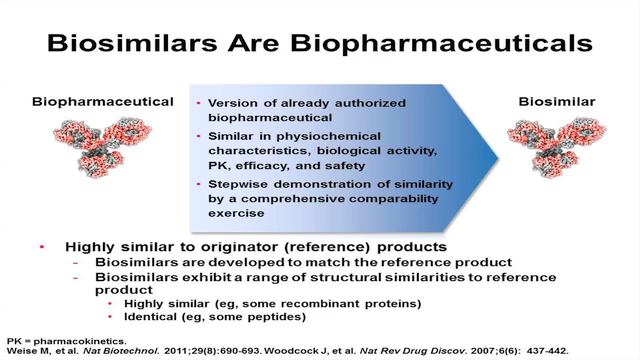 Biosimilars Are Biopharmaceuticals
Biopharmaceutical
• Version of already authorized
biopharmaceutical
• Similar in physiochemical
characteristics, biological activity,
PK, efficacy, and safety
• Stepwise demonstration of similarity
by a comprehensive comparability
exercise
Biosimilar
• Highly similar to originator (reference) products
- Biosimilars are developed to match the reference product
- Biosimilars exhibit a range of structural similarities to reference
product
• Highly similar (eg, some recombinant proteins)
• Identical (eg, some peptides)
PK = pharmacokinetics.
Weise M, et al. Nat Biotechnol. 2011;29(8):690-693. Woodcock J, et al. Nat Rev Drug Discov. 2007;6(6): 437-442.